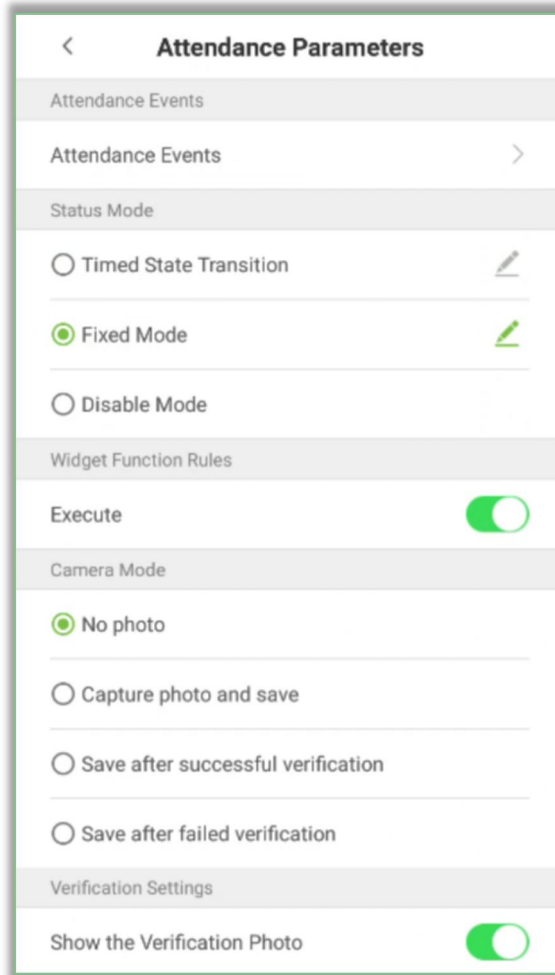 Attendance Parameters
Attendance Events
Attendance Events
Status Mode
Timed State Transition
Fixed Mode
Disable Mode
Widget Function Rules
Execute
Camera Mode
No photo
Capture photo and save
Save after successful verification
Save after failed verification
Verification Settings
Show the Verification Photo